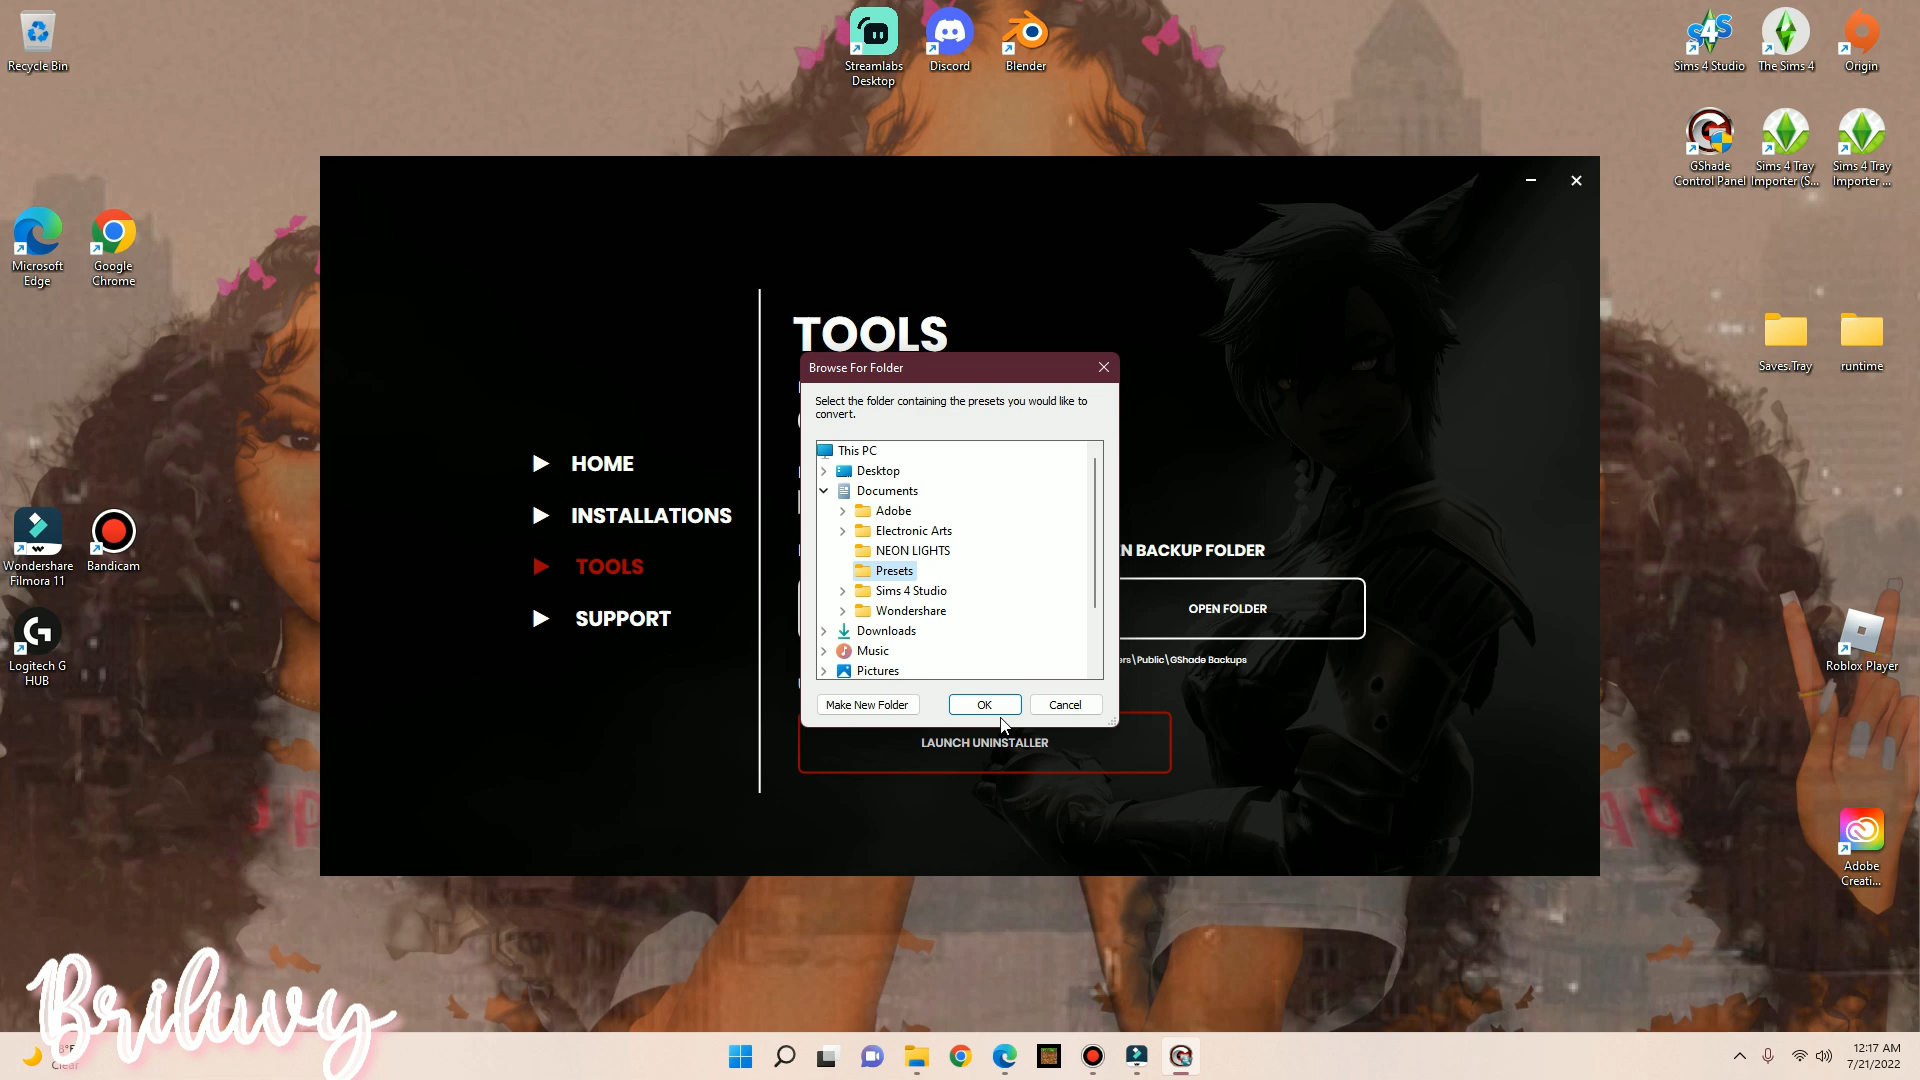 Recycle Bin
Streamlabs
Desktop
Discord
Blender
Sims 4 Studio
The Sims 4
Origin
GShade
Control Panel
Sims 4 Tray
Importer (S...
Sims 4 Tray
Importer ...
Microsoft
Edge
Google
Chrome
Saves.Tray
runtime
TOOLS
Browse For Folder
Select the folder containing the presets you would like to
convert.
This PC
Desktop
Documents
Adobe
Electronic Arts
NEON LIGHTS
Presets
Sims 4 Studio
Wondershare
Downloads
Music
Pictures
Make New Folder
OK
Cancel
HOME
INSTALLATIONS
TOOLS
SUPPORT
N BACKUP FOLDER
OPEN FOLDER
ers\Public\GShade Backups
LAUNCH UNINSTALLER
Wondershare
Filmora 11
Bandicam
Logitech G
HUB
Roblox Player
Adobe
Creati...
Briluvy
Clear
12:17 AM
7/21/2022